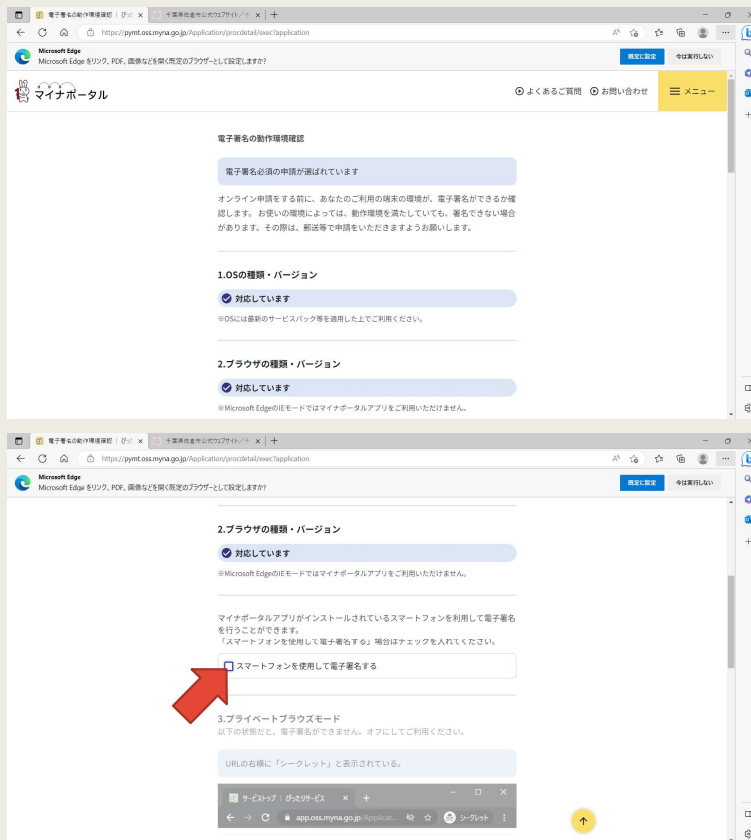 電子署名の動作環境確認 | ぴった
千葉県佐倉市公式ウェブサイト/
https://pymt.oss.myna.go.jp/Application/procdetail/exec?application
Microsoft Edge
Microsoft Edge をリンク、PDF、画像などを開く既定のブラウザーとして設定しますか?
既定に設定
今は実行しない
マイナポータル
よくあるご質問
お問い合わせ
メニュー
電子署名の動作環境確認
電子署名必須の申請が選ばれています
オンライン申請をする前に、あなたのご利用の端末の環境が、電子署名ができるか確
認します。お使いの環境によっては、動作環境を満たしていても、署名できない場合
があります。その際は、郵送等で申請をいただきますようお願いします。
1.OSの種類・バージョン
対応しています
※OSには最新のサービスパック等を適用した上でご利用ください。
2.ブラウザの種類・バージョン
対応しています
※Microsoft EdgeのIEモードではマイナポータルアプリをご利用いただけません。
電子署名の動作環境確認 | ぴった
千葉県佐倉市公式ウェブサイト/
https://pymt.oss.myna.go.jp/Application/procdetail/exec?application
Microsoft Edge
Microsoft Edge をリンク、PDF、画像などを開く既定のブラウザーとして設定しますか?
既定に設定
今は実行しない
2.ブラウザの種類・バージョン
対応しています
※Microsoft EdgeのIEモードではマイナポータルアプリをご利用いただけません。
マイナポータルアプリがインストールされているスマートフォンを利用して電子署名
を行うことができます。
「スマートフォンを使用して電子署名する」場合はチェックを入れてください。
スマートフォンを使用して電子署名する
3.プライベートブラウズモード
以下の状態だと、電子署名ができません。オフにしてご利用ください。
URLの右横に「シークレット」と表示されている。
サービストップ | ぴったりサービス
app.oss.myna.go.jp/Applicat...
シークレット